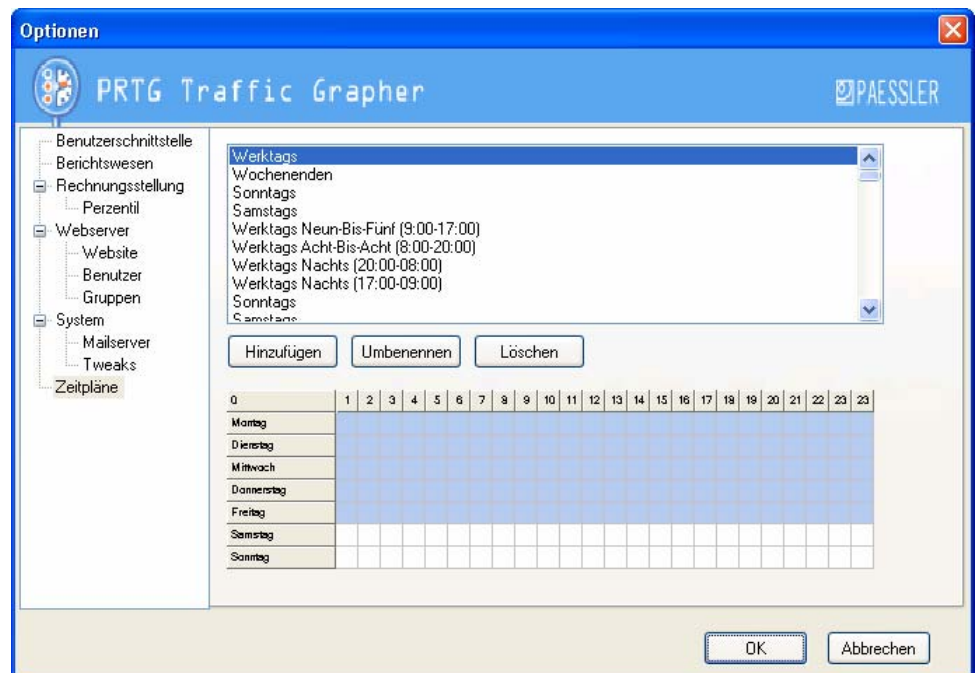 Optionen
PRTG Traffic Grapher
PAESSLER
Benutzerschnittstelle
Berichtswesen
Rechnungsstellung
Perzentil
Webserver
Website
Benutzer
Gruppen
System
Mailserver
Tweaks
Zeitpläne
Werktags
Wochenenden
Sonntags
Samstags
Werktags Neun-Bis-Fünf (9:00-17:00)
Werktags Acht-Bis-Acht (8:00-20:00)
Werktags Nachts (20:00-08:00)
Werktags Nachts (17:00-09:00)
Sonntags
Samstags
Hinzufügen Umbenennen Löschen
0 1 2 3 4 5 6 7 8 9 10 11 12 13 14 15 16 17 18 19 20 21 22 23 23
Montag
Dienstag
Mittwoch
Donnerstag
Freitag
Samstag
Sonntag
OK Abbrechen